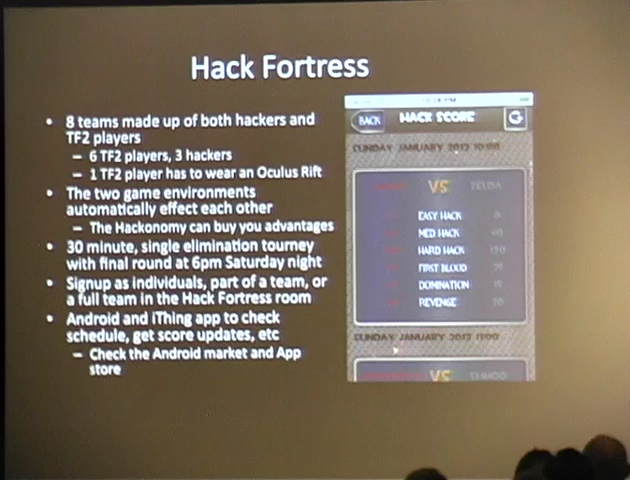 Hack Fortress
• 8 teams made up of both hackers and
TF2 players
– 6 TF2 players, 3 hackers
– 1 TF2 player has to wear an Oculus Rift
• The two game environments
automatically effect each other
– The Hackonomy can buy you advantages
• 30 minute, single elimination tourney
with final round at 6pm Saturday night
• Signup as individuals, part of a team, or
a full team in the Hack Fortress room
• Android and iThing app to check
schedule, get score updates, etc
– Check the Android market and App
store
BACK HACK SCORE
SUNDAY JANUARY 2013 10:00
VS ZELDA
EASY HACK 0
MED HACK
HARD HACK
FIRST BLOOD
DOMINATION
REVENGE
SUNDAY JANUARY 2013 11:00
VS SHMOO